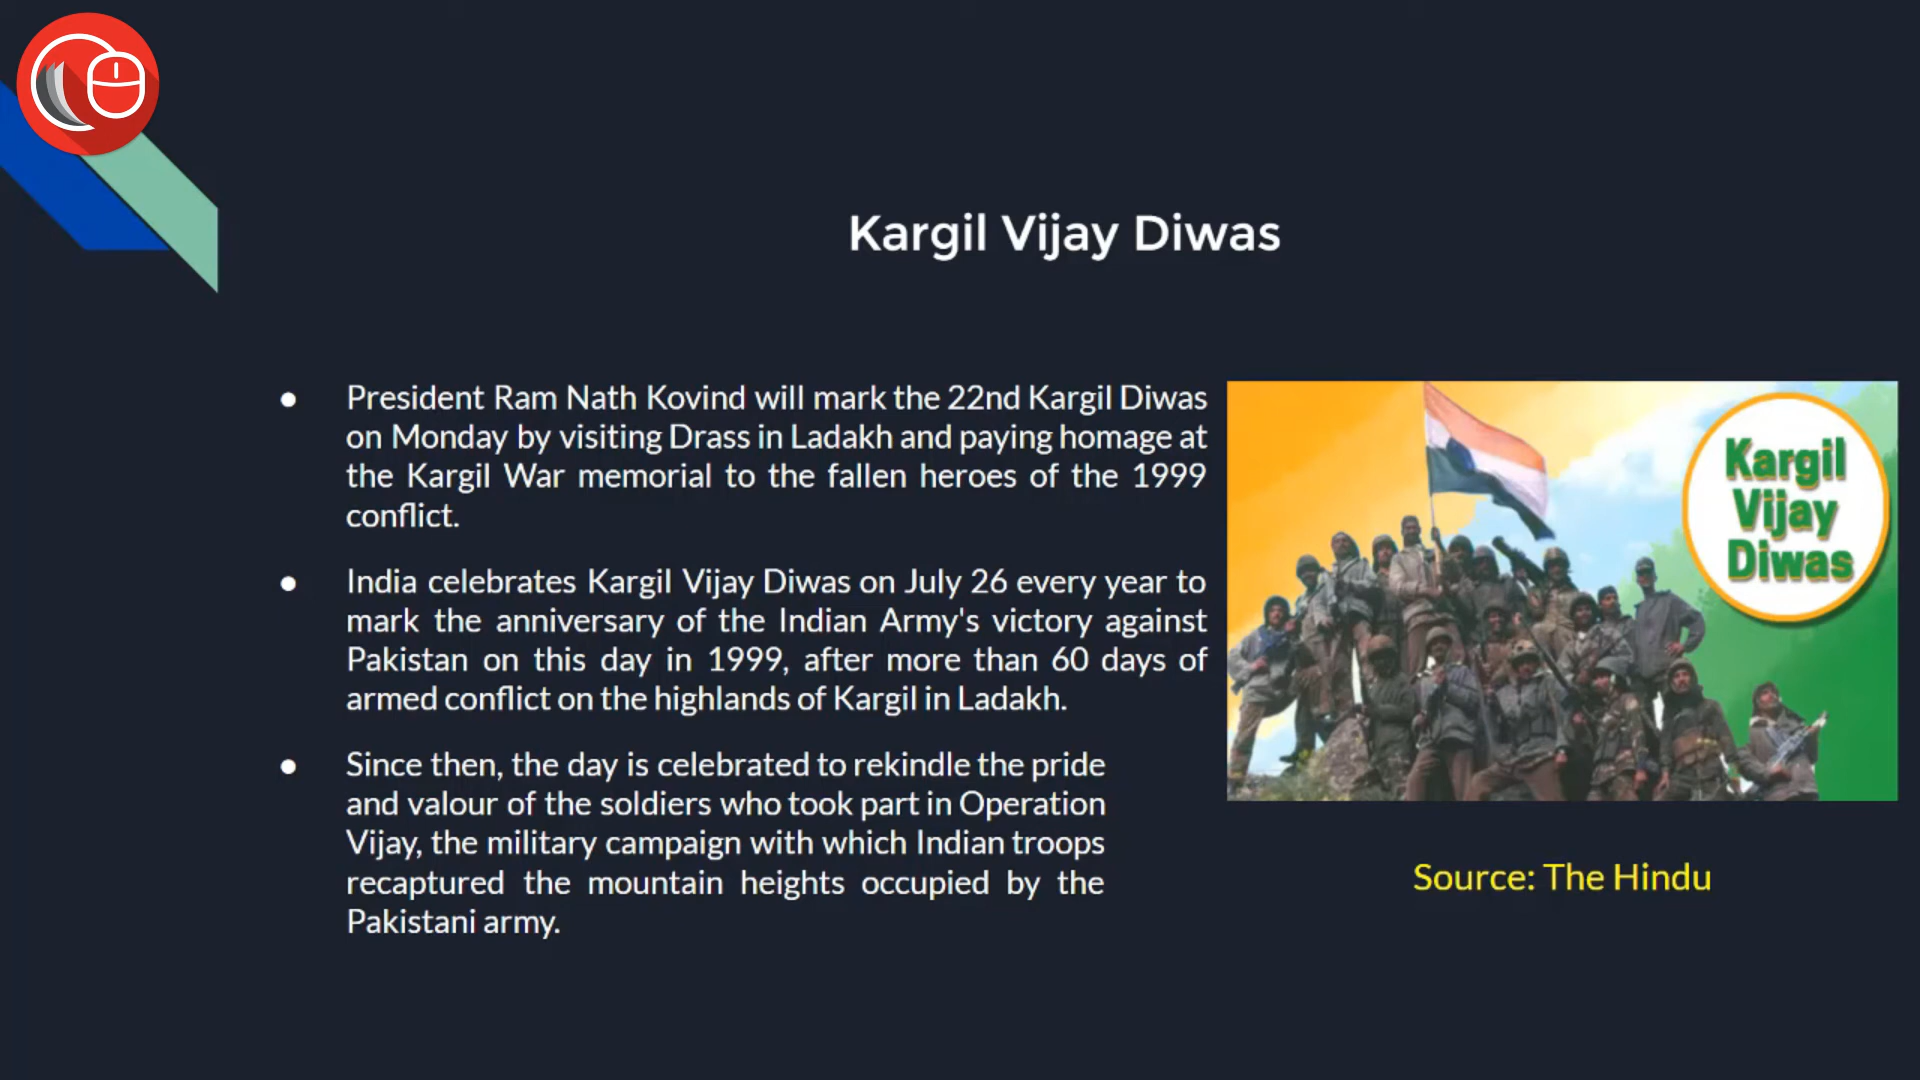 Kargil Vijay Diwas
● President Ram Nath Kovind will mark the 22nd Kargil Diwas
on Monday by visiting Drass in Ladakh and paying homage at
the Kargil War memorial to the fallen heroes of the 1999
conflict.
● India celebrates Kargil Vijay Diwas on July 26 every year to
mark the anniversary of the Indian Army's victory against
Pakistan on this day in 1999, after more than 60 days of
armed conflict on the highlands of Kargil in Ladakh.
● Since then, the day is celebrated to rekindle the pride
and valour of the soldiers who took part in Operation
Vijay, the military campaign with which Indian troops
recaptured the mountain heights occupied by the
Pakistani army.
Kargil
Vijay
Diwas
Source: The Hindu